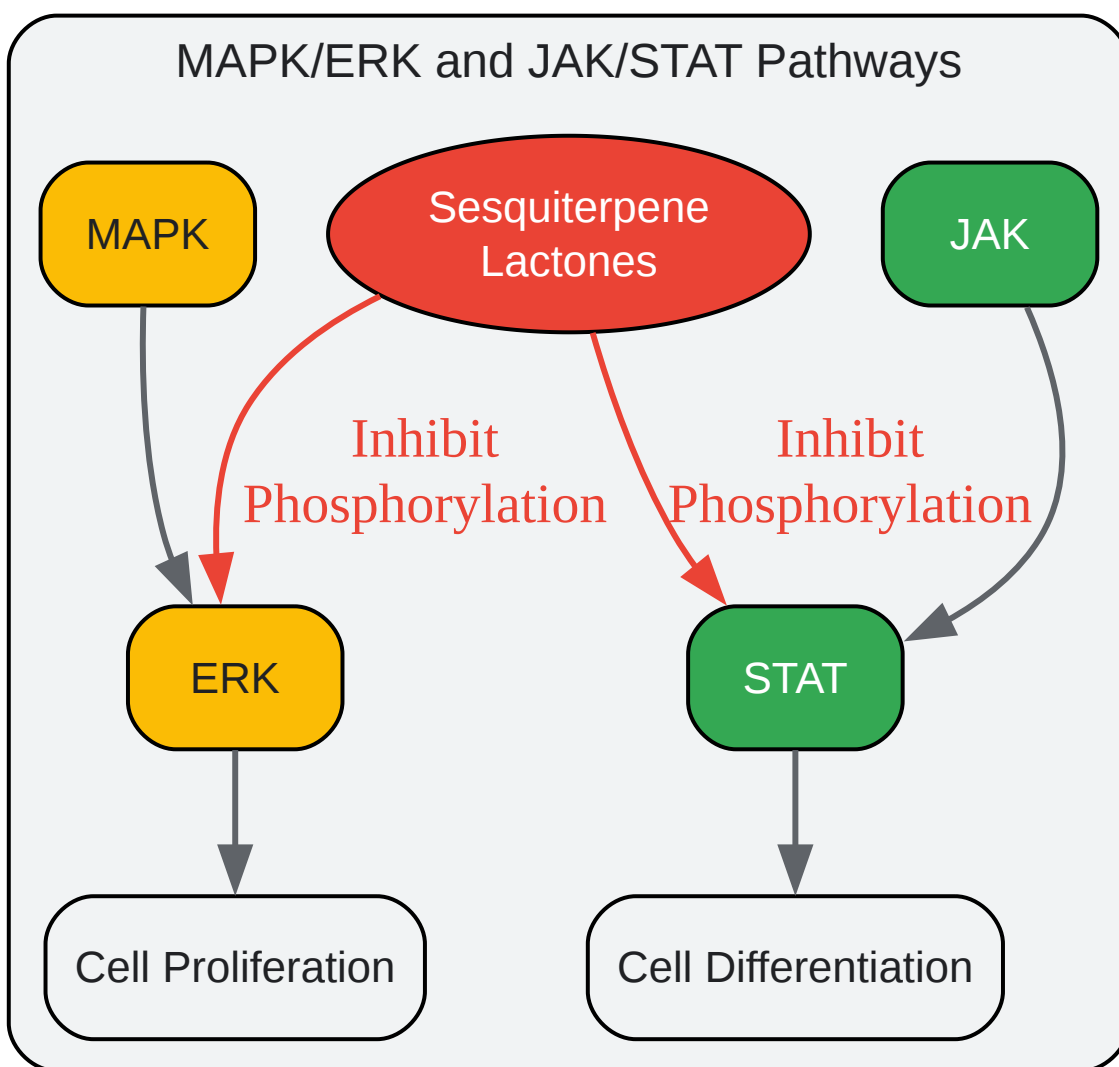 MAPK/ERK and JAK/STAT Pathways
MAPK
Sesquiterpene
Lactones
JAK
Inhibit
Phosphorylation
Inhibit
Phosphorylation
ERK
STAT
Cell Proliferation
Cell Differentiation